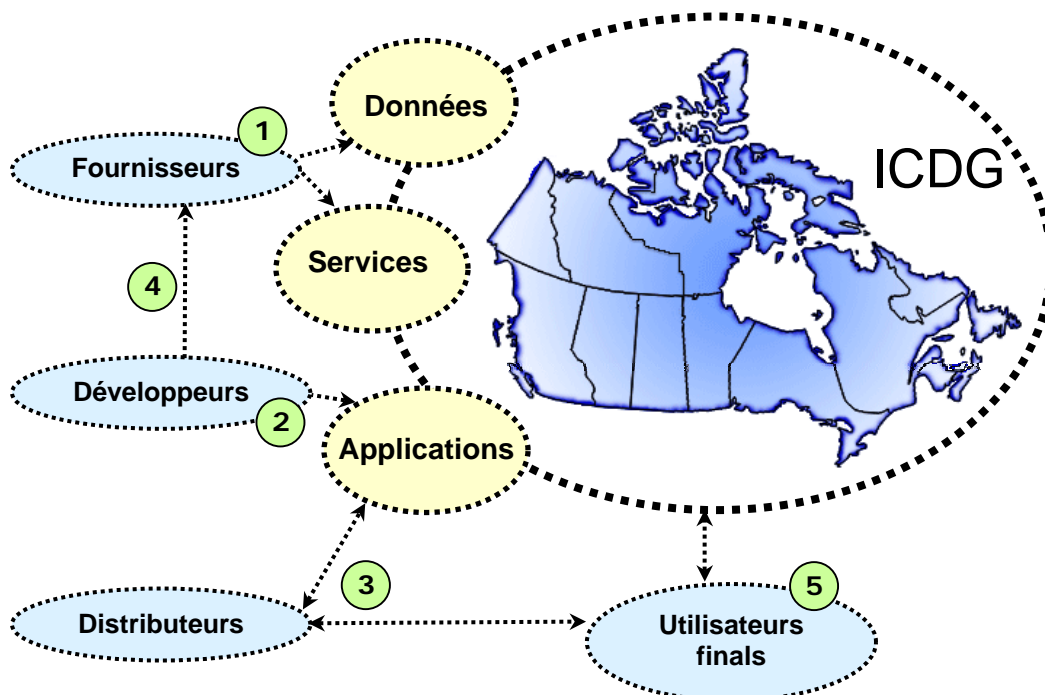 Données
1
Fournisseurs
ICDG
Services
4
Développeurs
2
Applications
3
5
Distributeurs
Utilisateurs
finals